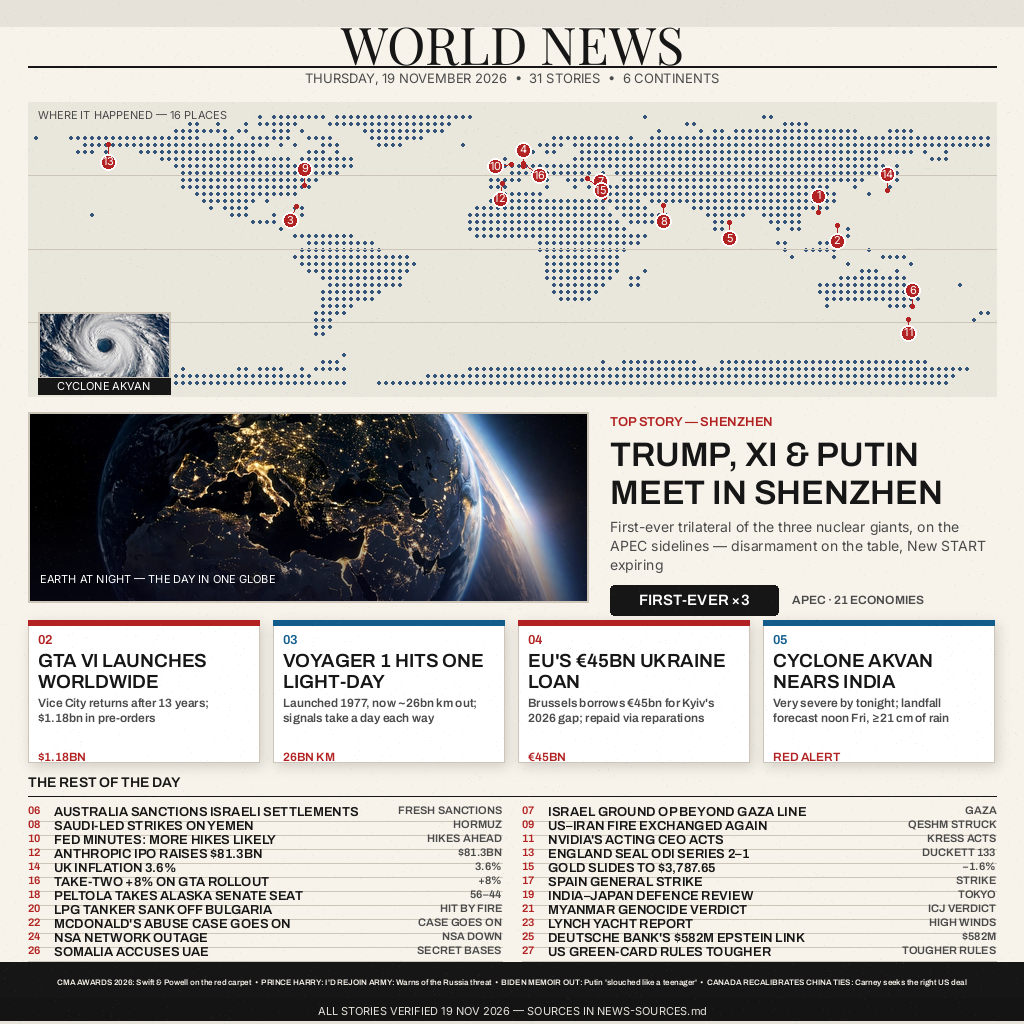 WORLD NEWS
THURSDAY, 19 NOVEMBER 2026 • 31 STORIES • 6 CONTINENTS
WHERE IT HAPPENED — 16 PLACES
13
9
3
10
4
16
12
7
15
8
5
1
2
14
6
11
CYCLONE AKVAN
EARTH AT NIGHT — THE DAY IN ONE GLOBE
TOP STORY — SHENZHEN
TRUMP, XI & PUTIN
MEET IN SHENZHEN
First-ever trilateral of the three nuclear giants, on the
APEC sidelines — disarmament on the table, New START
expiring
FIRST-EVER ×3
APEC · 21 ECONOMIES
02
GTA VI LAUNCHES
WORLDWIDE
Vice City returns after 13 years;
$1.18bn in pre-orders
$1.18BN
03
VOYAGER 1 HITS ONE
LIGHT-DAY
Launched 1977, now ~26bn km out;
signals take a day each way
26BN KM
04
EU'S €45BN UKRAINE
LOAN
Brussels borrows €45bn for Kyiv's
2026 gap; repaid via reparations
€45BN
05
CYCLONE AKVAN
NEARS INDIA
Very severe by tonight; landfall
forecast noon Fri, ≥21 cm of rain
RED ALERT
THE REST OF THE DAY
06 AUSTRALIA SANCTIONS ISRAELI SETTLEMENTS FRESH SANCTIONS
07 ISRAEL GROUND OP BEYOND GAZA LINE GAZA
08 SAUDI-LED STRIKES ON YEMEN HORMUZ
09 US–IRAN FIRE EXCHANGED AGAIN QESHM STRUCK
10 FED MINUTES: MORE HIKES LIKELY HIKES AHEAD
11 NVIDIA'S ACTING CEO ACTS KRESS ACTS
12 ANTHROPIC IPO RAISES $81.3BN $81.3BN
13 ENGLAND SEAL ODI SERIES 2–1 DUCKETT 133
14 UK INFLATION 3.6% 3.6%
15 GOLD SLIDES TO $3,787.65 −1.6%
16 TAKE-TWO +8% ON GTA ROLLOUT +8%
17 SPAIN GENERAL STRIKE STRIKE
18 PELTOLA TAKES ALASKA SENATE SEAT 56–44
19 INDIA–JAPAN DEFENCE REVIEW TOKYO
20 LPG TANKER SANK OFF BULGARIA HIT BY FIRE
21 MYANMAR GENOCIDE VERDICT ICJ VERDICT
22 MCDONALD'S ABUSE CASE GOES ON CASE GOES ON
23 LYNCH YACHT REPORT HIGH WINDS
24 NSA NETWORK OUTAGE NSA DOWN
25 DEUTSCHE BANK'S $582M EPSTEIN LINK $582M
26 SOMALIA ACCUSES UAE SECRET BASES
27 US GREEN-CARD RULES TOUGHER TOUGHER RULES
CMA AWARDS 2026: Swift & Powell on the red carpet • PRINCE HARRY: I'D REJOIN ARMY: Warns of the Russia threat • BIDEN MEMOIR OUT: Putin 'slouched like a teenager' • CANADA RECALIBRATES CHINA TIES: Carney seeks the right US deal
ALL STORIES VERIFIED 19 NOV 2026 — SOURCES IN NEWS-SOURCES.md